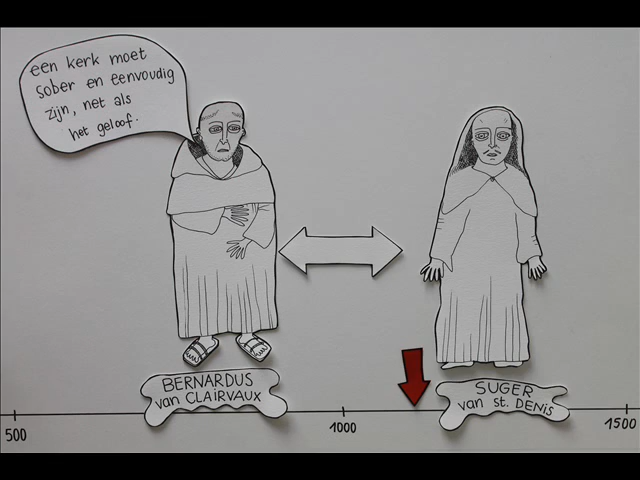 een kerk moet
sober en eenvoudig
zijn, net als
het geloof.
BERNARDUS
van CLAIRVAUX
SUGER
van st. DENIS
500
1000
1500